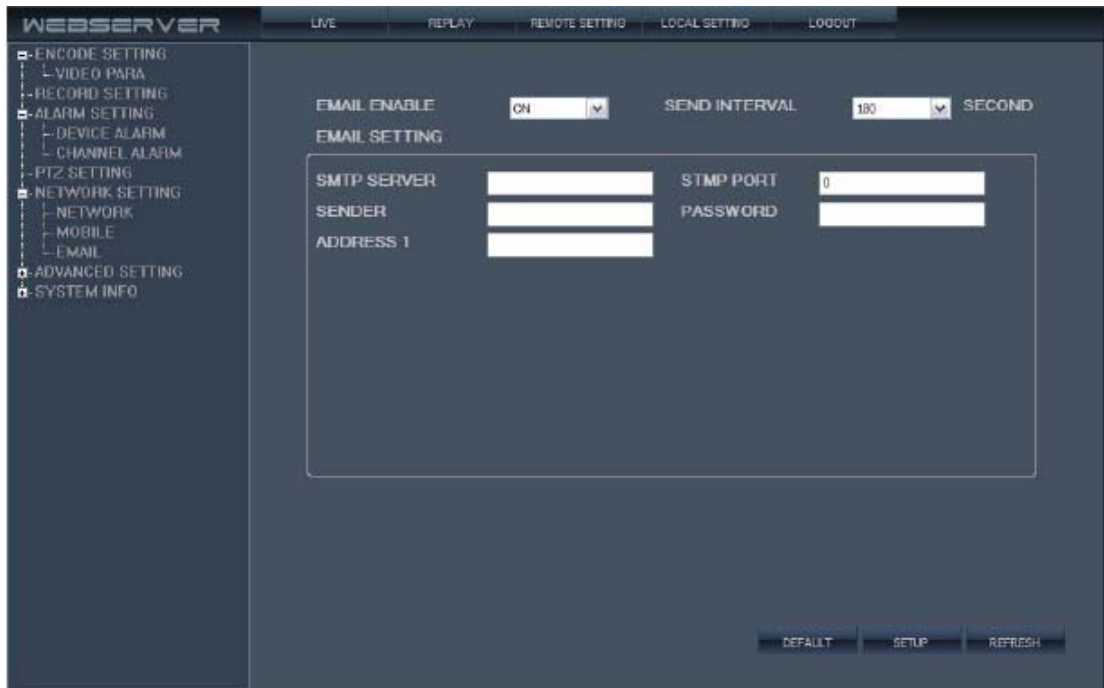 WEBSERVER
LIVE REPLAY REMOTE SETTING LOCAL SETTING LOGOUT
ENCODE SETTING
VIDEO PARA
RECORD SETTING
ALARM SETTING
DEVICE ALARM
CHANNEL ALARM
PTZ SETTING
NETWORK SETTING
NETWORK
MOBILE
EMAIL
ADVANCED SETTING
SYSTEM INFO
EMAIL ENABLE ON SEND INTERVAL 180 SECOND
EMAIL SETTING
SMTP SERVER STMP PORT 0
SENDER PASSWORD
ADDRESS 1
DEFAULT SETUP REFRESH